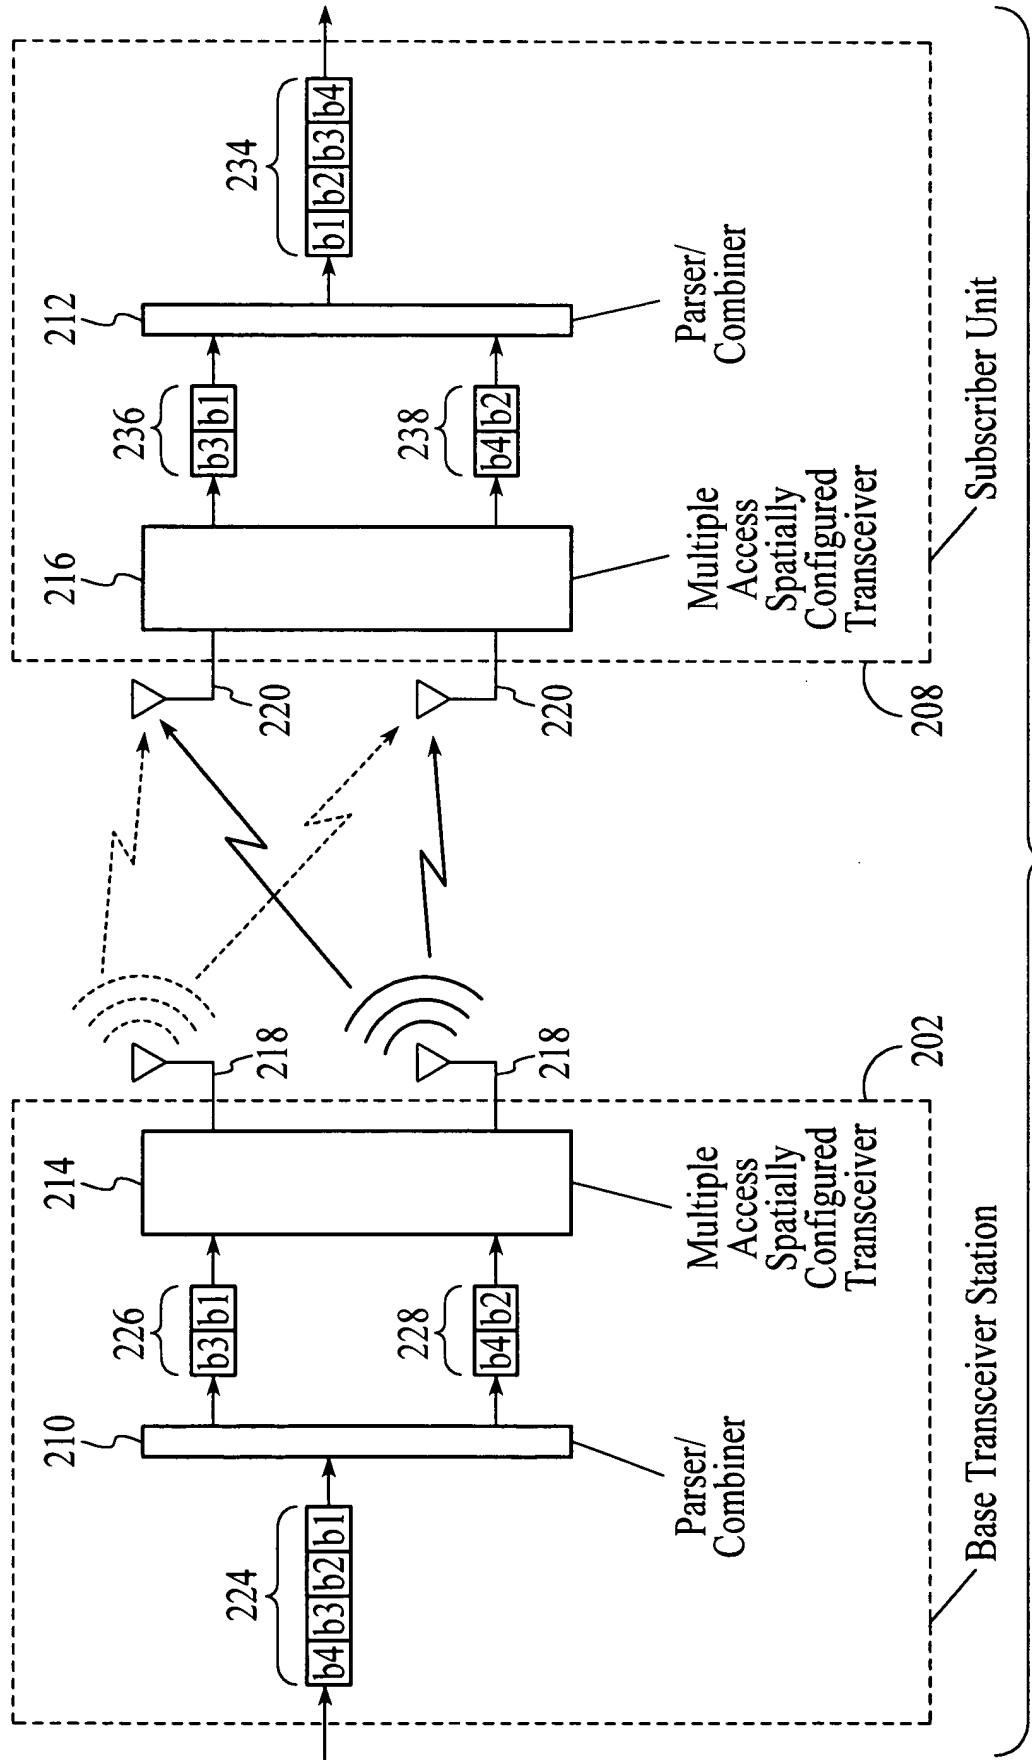 224
b4 b3 b2 b1
210
Parser/
Combiner
226
b3 b1
228
b4 b2
214
Multiple
Access
Spatially
Configured
Transceiver
218
218
202
Base Transceiver Station
220
220
208
216
Multiple
Access
Spatially
Configured
Transceiver
236
b3 b1
238
b4 b2
212
Parser/
Combiner
234
b1 b2 b3 b4
Subscriber Unit